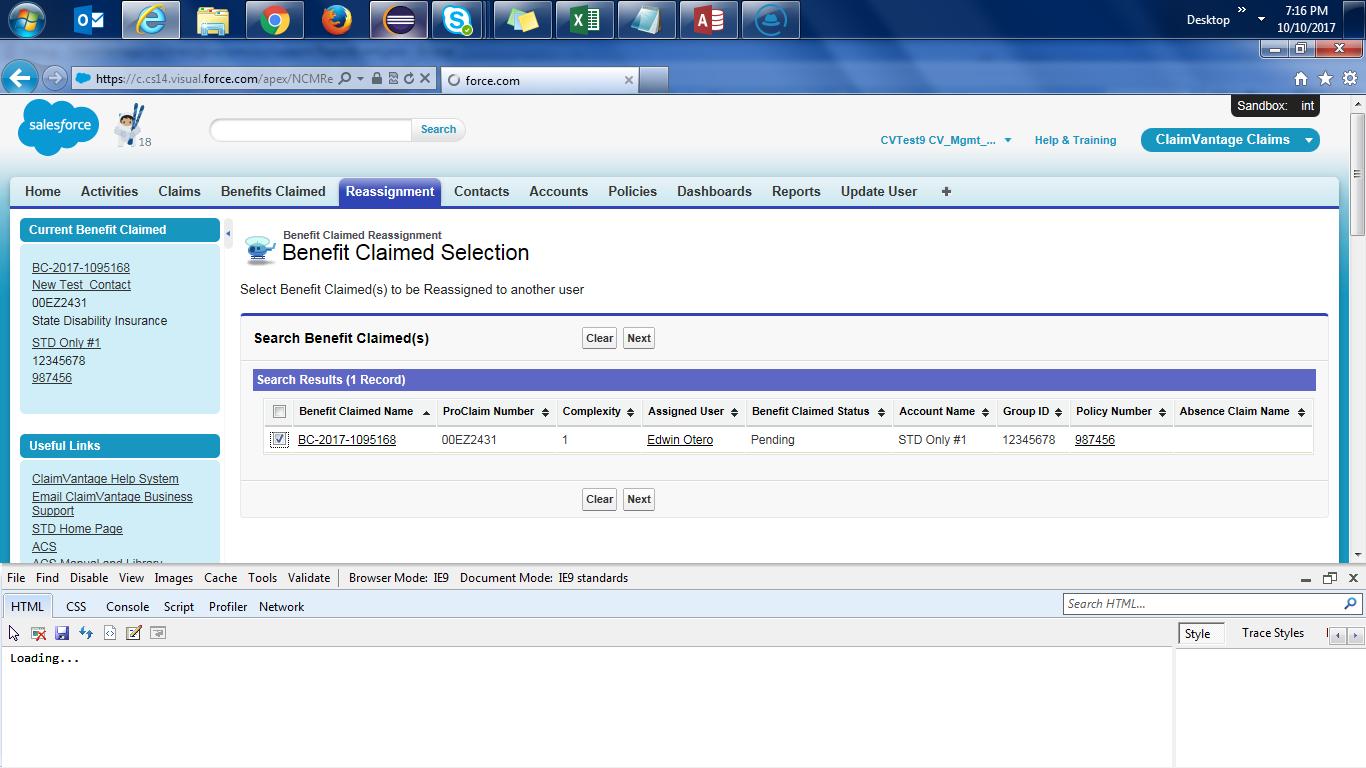 Desktop
7:16 PM
10/10/2017
https://c.cs14.visual.force.com/apex/NCMRe
force.com
salesforce
18
Search
Sandbox: int
CVTest9 CV_Mgmt_...
Help & Training
ClaimVantage Claims
Home Activities Claims Benefits Claimed Reassignment Contacts Accounts Policies Dashboards Reports Update User +
Current Benefit Claimed
BC-2017-1095168
New Test Contact
00EZ2431
State Disability Insurance
STD Only #1
12345678
987456
Useful Links
ClaimVantage Help System
Email ClaimVantage Business
Support
STD Home Page
ACS
ACS Manual and Library
Benefit Claimed Reassignment
Benefit Claimed Selection
Select Benefit Claimed(s) to be Reassigned to another user
Search Benefit Claimed(s) Clear Next
Search Results (1 Record)
Benefit Claimed Name ProClaim Number Complexity Assigned User Benefit Claimed Status Account Name Group ID Policy Number Absence Claim Name
BC-2017-1095168 00EZ2431 1 Edwin Otero Pending STD Only #1 12345678 987456
Clear Next
File Find Disable View Images Cache Tools Validate Browser M: IE9 Document Mode: IE9 standards
HTML CSS Console Script Profiler Network
Search HTML...
Style Trace Styles
Loading...